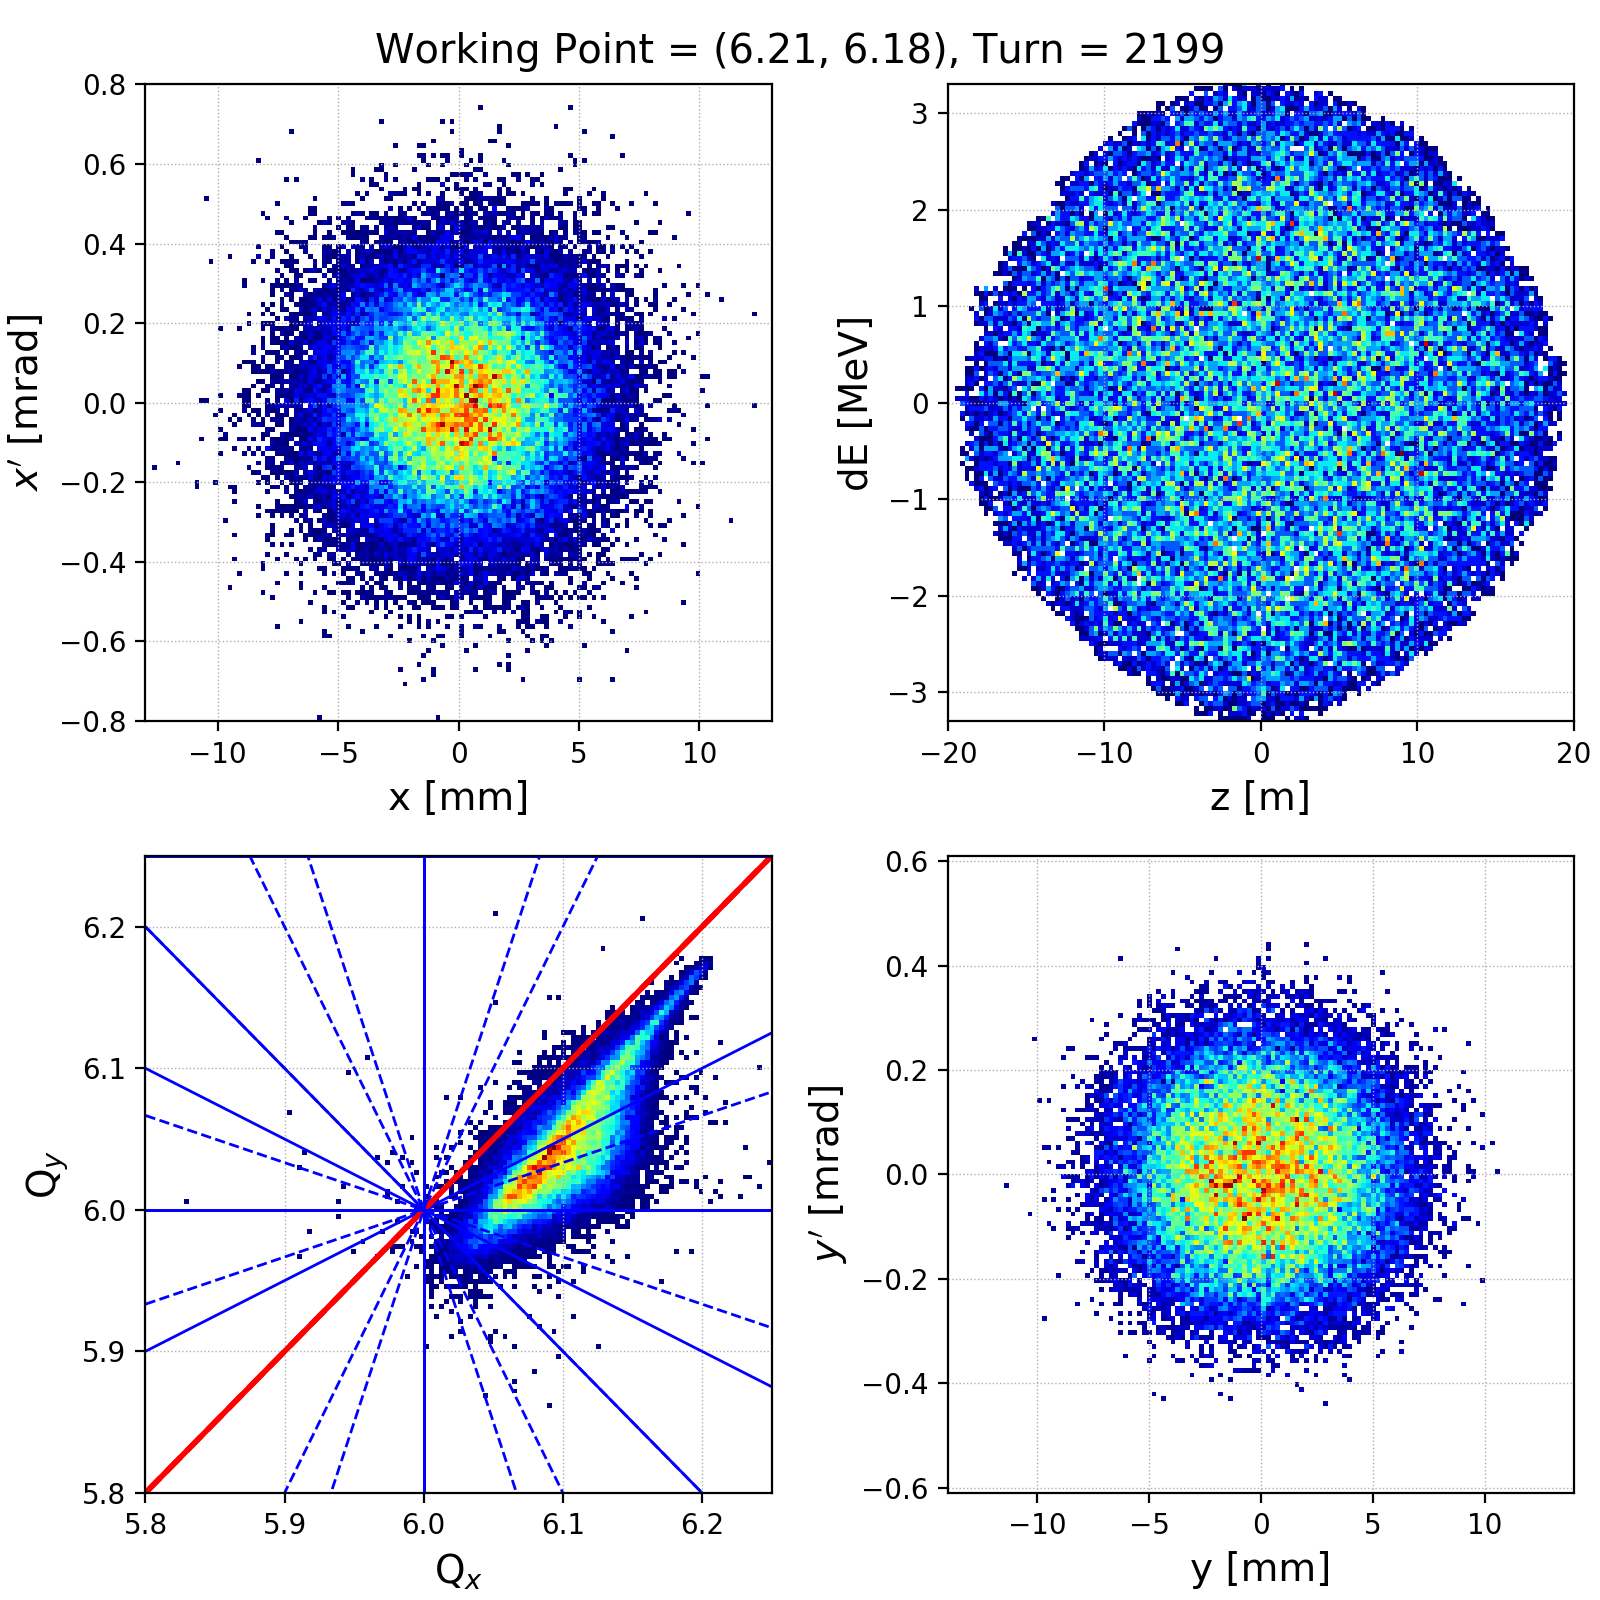 Working Point = (6.21, 6.18), Turn = 2199
0.8
0.6
0.4
0.2
0.0
−0.2
−0.4
−0.6
−0.8
x′ [mrad]
−10 −5 0 5 10
x [mm]
3
2
1
0
−1
−2
−3
dE [MeV]
−20 −10 0 10 20
z [m]
6.2
6.1
6.0
5.9
5.8
Qy
5.8 5.9 6.0 6.1 6.2
Qx
0.6
0.4
0.2
0.0
−0.2
−0.4
−0.6
y′ [mrad]
−10 −5 0 5 10
y [mm]